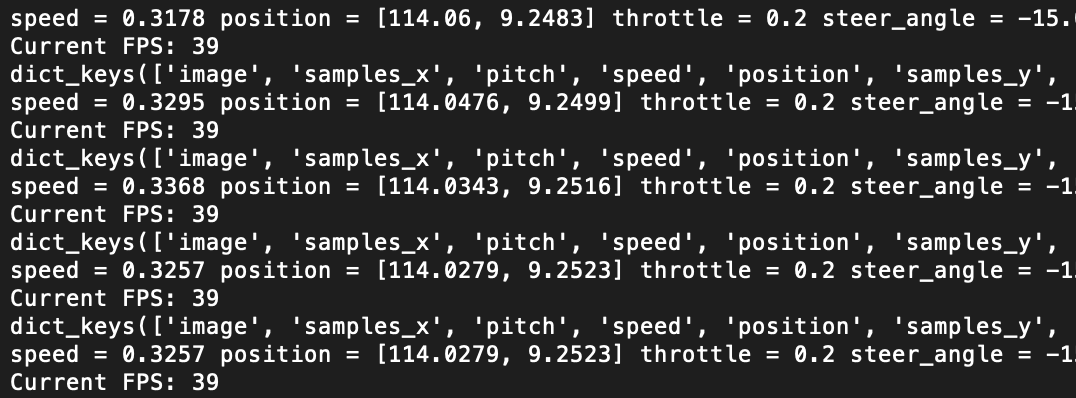 speed = 0.3178 position = [114.06, 9.2483] throttle = 0.2 steer_angle = -15.
Current FPS: 39
dict_keys(['image', 'samples_x', 'pitch', 'speed', 'position', 'samples_y',
speed = 0.3295 position = [114.0476, 9.2499] throttle = 0.2 steer_angle = -1
Current FPS: 39
dict_keys(['image', 'samples_x', 'pitch', 'speed', 'position', 'samples_y',
speed = 0.3368 position = [114.0343, 9.2516] throttle = 0.2 steer_angle = -1
Current FPS: 39
dict_keys(['image', 'samples_x', 'pitch', 'speed', 'position', 'samples_y',
speed = 0.3257 position = [114.0279, 9.2523] throttle = 0.2 steer_angle = -1
Current FPS: 39
dict_keys(['image', 'samples_x', 'pitch', 'speed', 'position', 'samples_y',
speed = 0.3257 position = [114.0279, 9.2523] throttle = 0.2 steer_angle = -1
Current FPS: 39